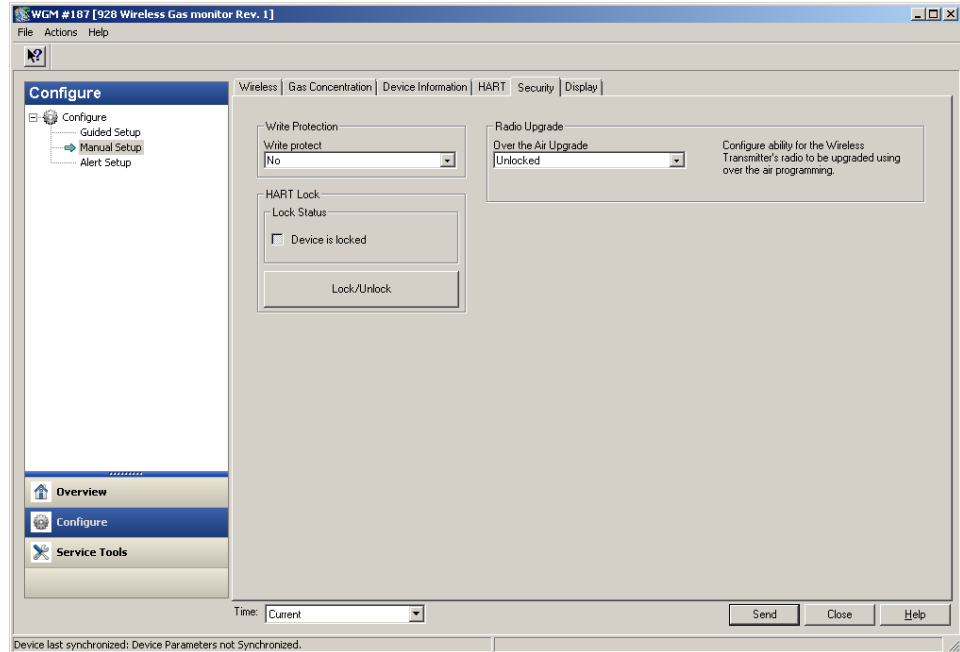 WGM #187 [928 Wireless Gas monitor Rev. 1]
File Actions Help
Configure
Configure
Guided Setup
Manual Setup
Alert Setup
Overview
Configure
Service Tools
Wireless Gas Concentration Device Information HART Security Display
Write Protection
Write protect
No
HART Lock
Lock Status
Device is locked
Lock/Unlock
Radio Upgrade
Over the Air Upgrade
Unlocked
Configure ability for the Wireless
Transmitter's radio to be upgraded using
over the air programming.
Time: Current
Send Close Help
Device last synchronized: Device Parameters not Synchronized.